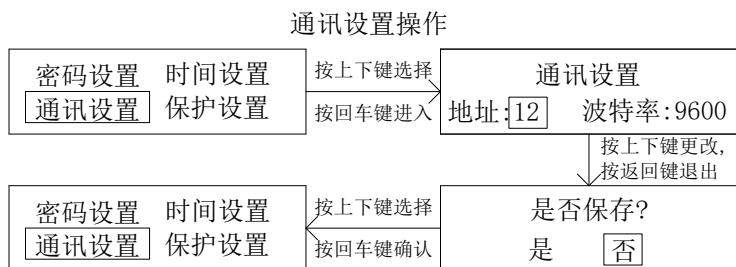 通讯设置操作
密码设置 时间设置
通讯设置 保护设置
按上下键选择
按回车键进入
通讯设置
地址:12 波特率:9600
按上下键更改,
按返回键退出
是否保存?
是 否
按上下键选择
按回车键确认
密码设置 时间设置
通讯设置 保护设置